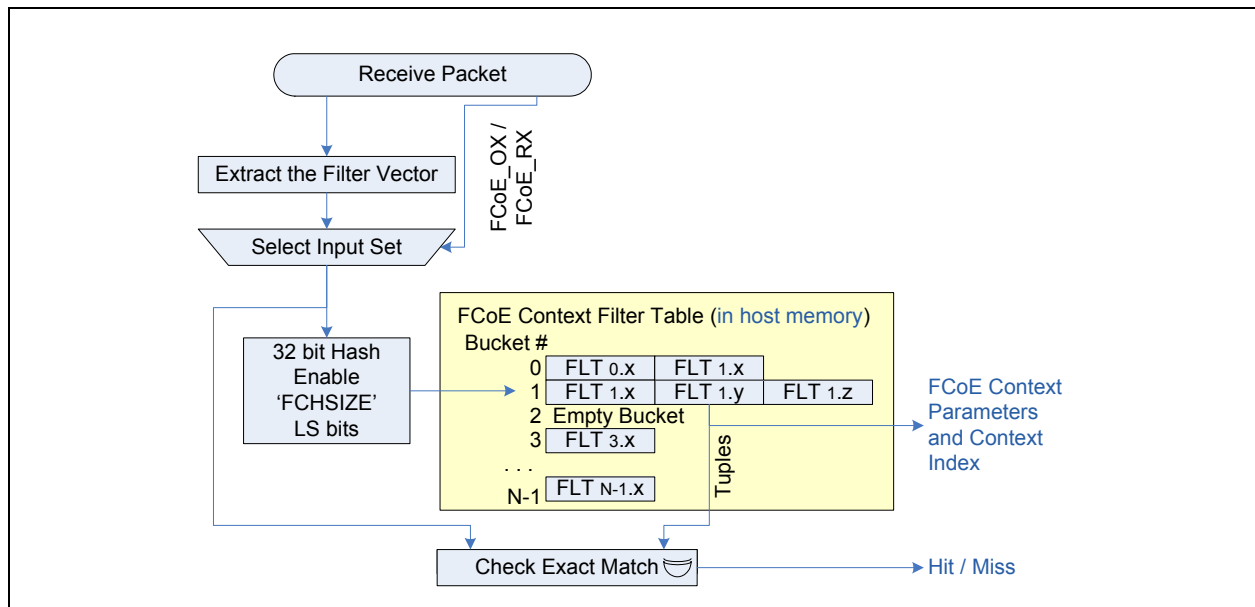 Receive Packet
FCoE_OX /
FCoE_RX
Extract the Filter Vector
Select Input Set
32 bit Hash
Enable
‘FCHSIZE’
LS bits
FCoE Context Filter Table (in host memory)
Bucket #
0 FLT 0.x FLT 1.x
1 FLT 1.x FLT 1.y FLT 1.z
2 Empty Bucket
3 FLT 3.x
. . .
N-1 FLT N-1.x
Tuples
FCoE Context
Parameters
and Context
Index
Check Exact Match
Hit / Miss